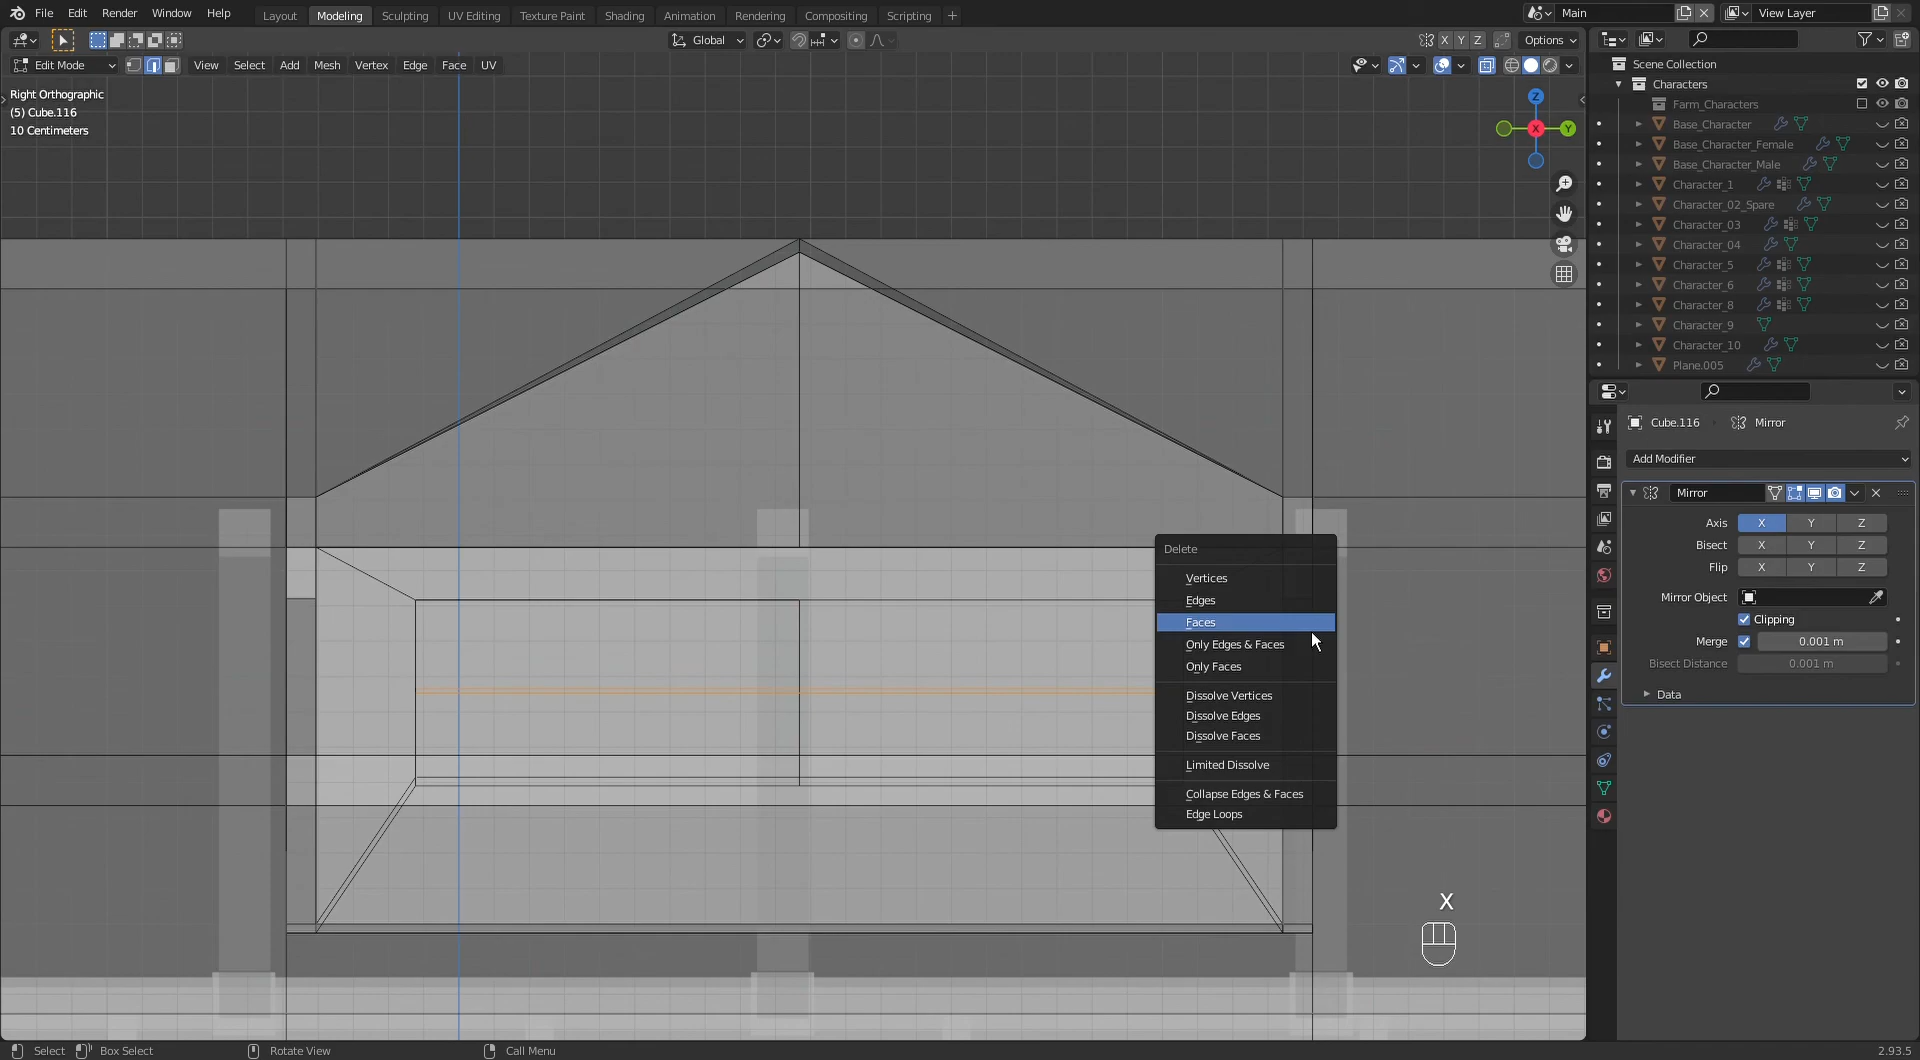 File Edit Render Window Help
Layout Modeling Sculpting UV Editing Texture Paint Shading Animation Rendering Compositing Scripting +
Main
View Layer
Global
X Y Z
Options
Edit Mode
View Select Add Mesh Vertex Edge Face UV
Right Orthographic
(5) Cube.116
10 Centimeters
Z
X
Y
Delete
Vertices
Edges
Faces
Only Edges & Faces
Only Faces
Dissolve Vertices
Dissolve Edges
Dissolve Faces
Limited Dissolve
Collapse Edges & Faces
Edge Loops
X
Scene Collection
Characters
Farm_Characters
Base_Character
Base_Character_Female
Base_Character_Male
Character_1
Character_02_Spare
Character_03
Character_04
Character_5
Character_6
Character_8
Character_9
Character_10
Plane.005
Cube.116 Mirror
Add Modifier
Mirror
Axis X Y Z
Bisect X Y Z
Flip X Y Z
Mirror Object
Clipping
Merge 0.001 m
Bisect Distance 0.001 m
Data
Select Box Select Rotate View Call Menu 2.93.5